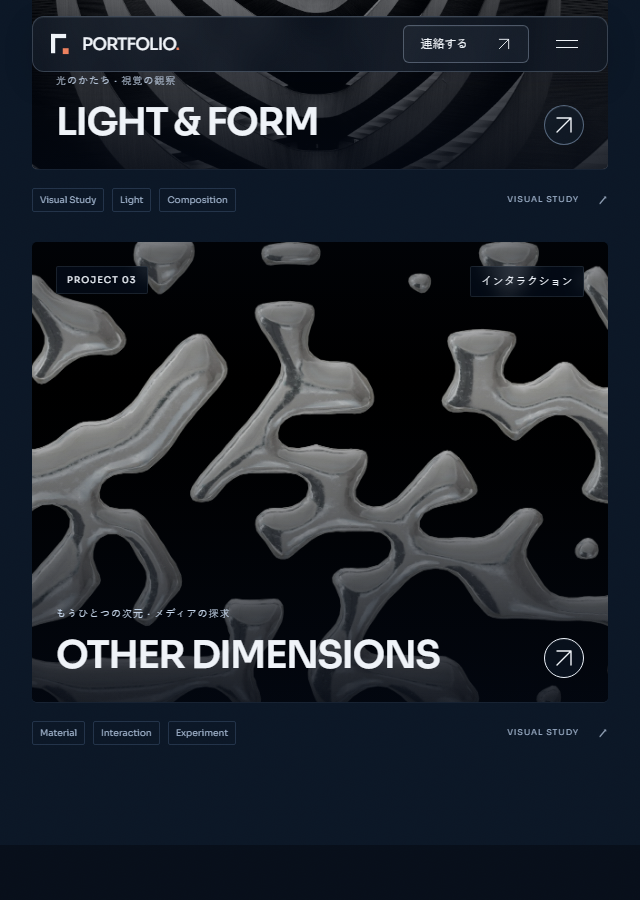 PORTFOLIO.
連絡する
光のかたち · 視覚の観察
LIGHT & FORM
Visual Study
Light
Composition
VISUAL STUDY
PROJECT 03
インタラクション
もうひとつの次元 · メディアの探求
OTHER DIMENSIONS
Material
Interaction
Experiment
VISUAL STUDY